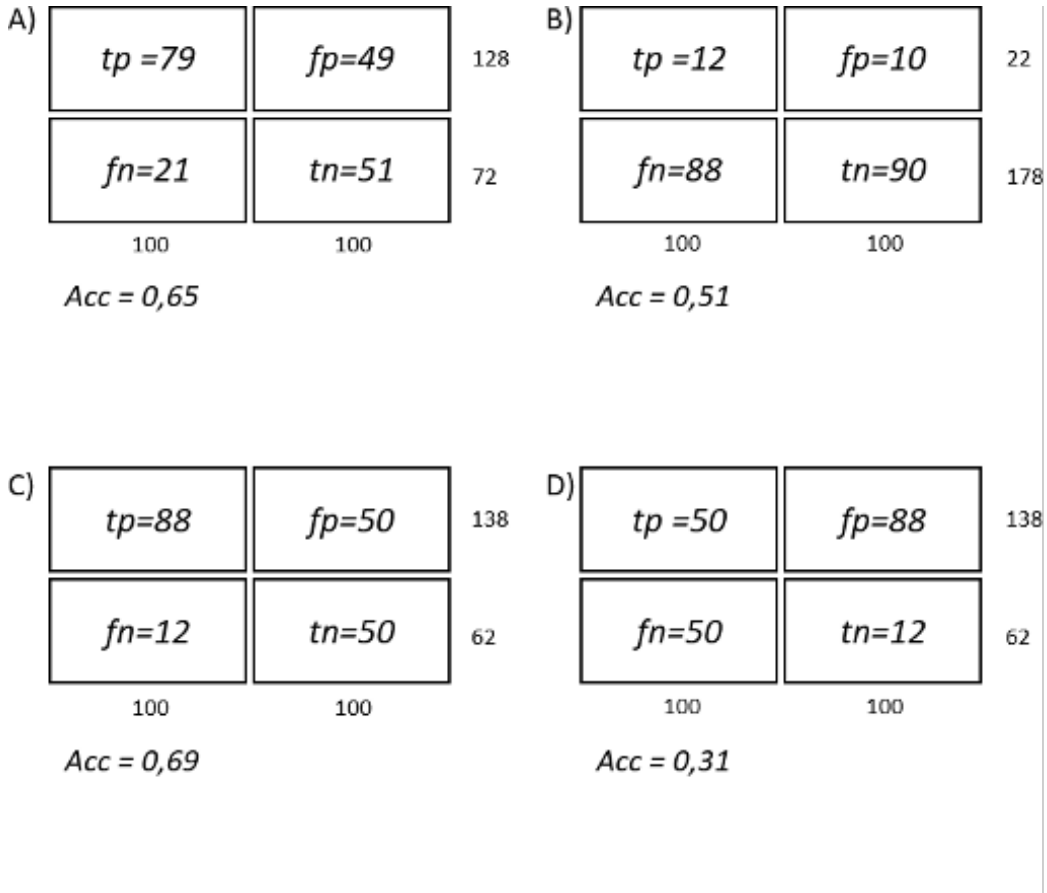 A) B)
tp =79 fp=49 128 tp =12 fp=10 22
fn=21 tn=51 72 fn=88 tn=90 178
100 100 100 100
Acc = 0,65 Acc = 0,51
C) D)
tp=88 fp=50 138 tp =50 fp=88 138
fn=12 tn=50 62 fn=50 tn=12 62
100 100 100 100
Acc = 0,69 Acc = 0,31